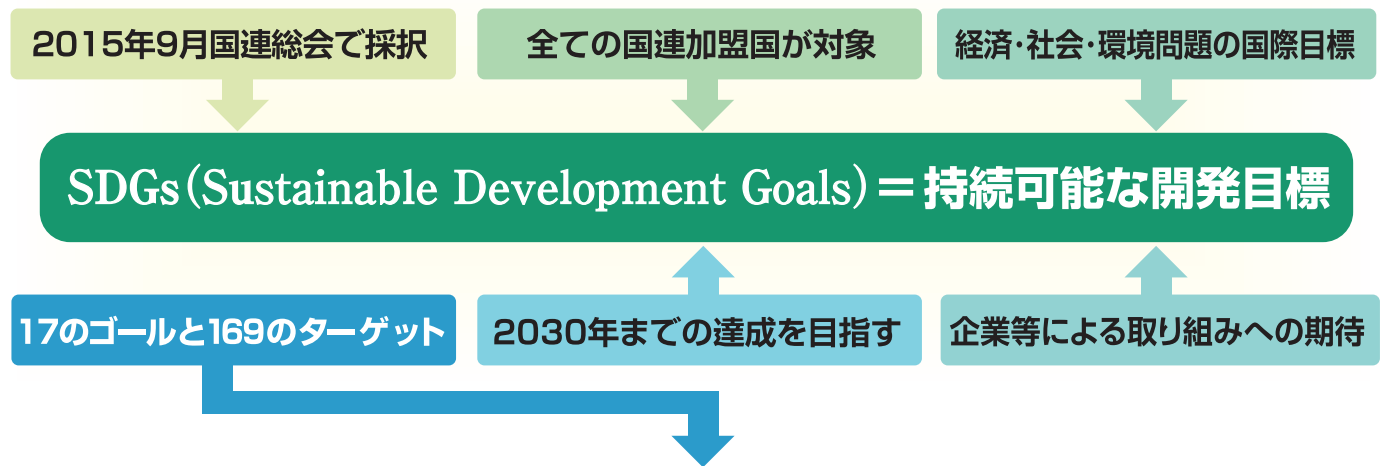 2015年9月国連総会で採択
全ての国連加盟国が対象
経済・社会・環境問題の国際目標
SDGs(Sustainable Development Goals)=持続可能な開発目標
17のゴールと169のターゲット
2030年までの達成を目指す
企業等による取り組みへの期待